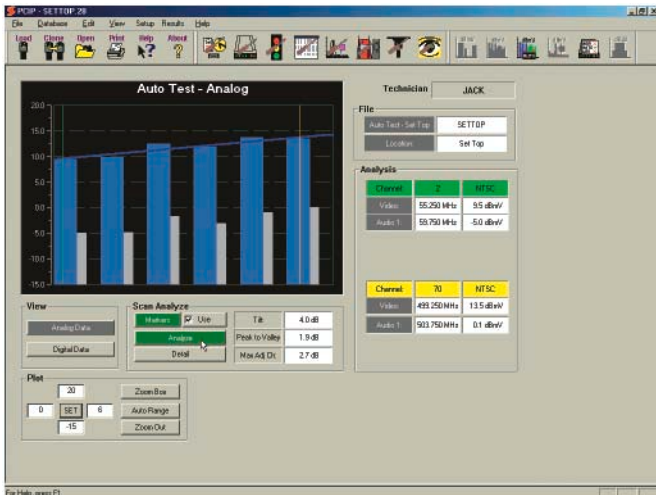 PCIP - SETTOP.28
File Database Edit View Setup Results Help
Load Clone Open Print Help About
Auto Test - Analog
20.0
15.0
10.0
5.0
0.0
-5.0
-10.0
-15.0
Technician JACK
File
Auto Test - Set Top SETTOP
Location: Set Top
Analysis
Channel: 2 NTSC
Video: 55.250 MHz 9.5 dBmV
Audio 1: 59.750 MHz -5.0 dBmV
Channel: 70 NTSC
Video: 499.250 MHz 13.5 dBmV
Audio 1: 503.750 MHz 0.1 dBmV
View
Analog Data
Digital Data
Scan Analyze
Markers Use
Analyze
Detail
Tilt 4.0 dB
Peak to Valley 1.9 dB
Max Adj Ch. 2.7 dB
Plot
20
0 SET 6
-15
Zoom Box
Auto Range
Zoom Out
For Help, press F1